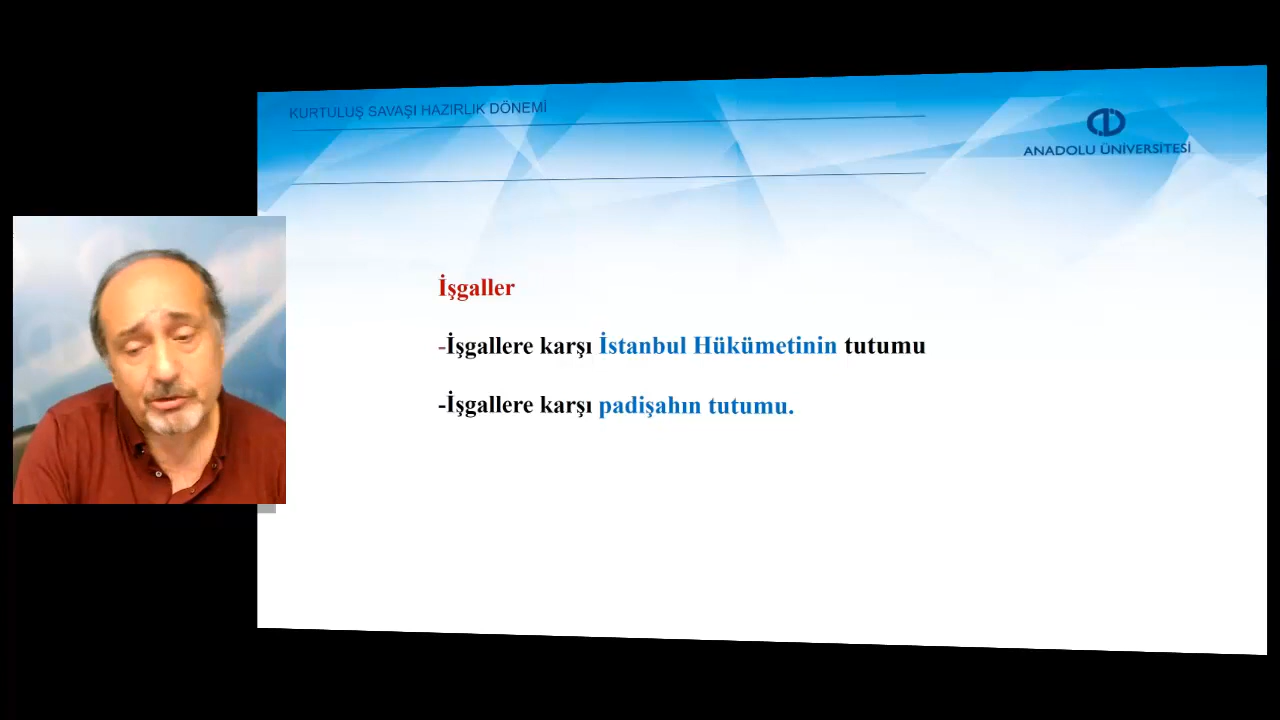 KURTULUŞ SAVAŞI HAZIRLIK DÖNEMİ
ANADOLU ÜNİVERSİTESİ
İşgaller
-İşgallere karşı İstanbul Hükümetinin tutumu
-İşgallere karşı padişahın tutumu.